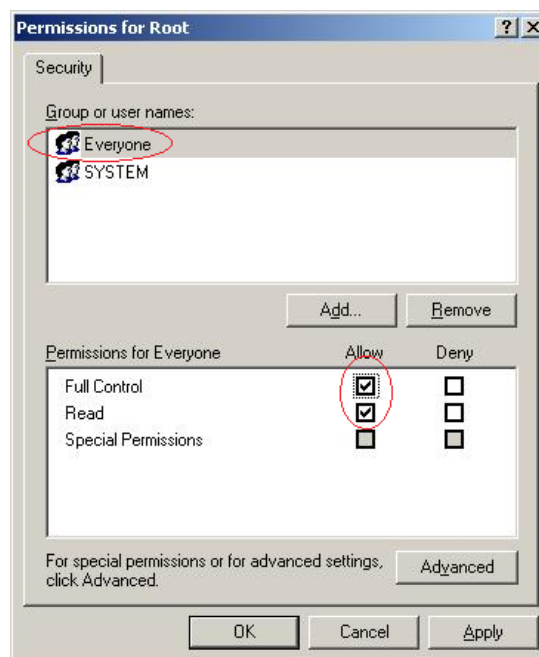 Permissions for Root
Security
Group or user names:
Everyone
SYSTEM
Add... Remove
Permissions for Everyone Allow Deny
Full Control
Read
Special Permissions
For special permissions or for advanced settings,
click Advanced.
Advanced
OK Cancel Apply